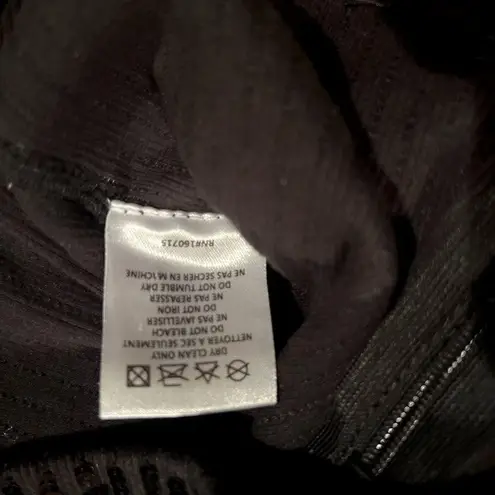 DRY CLEAN ONLY
NETTOYER A SEC SEULEMENT
DO NOT BLEACH
NE PAS JAVELLISER
DO NOT IRON
NE PAS REPASSER
DO NOT TUMBLE DRY
NE PAS SECHER EN M1CHINE
RN#160715